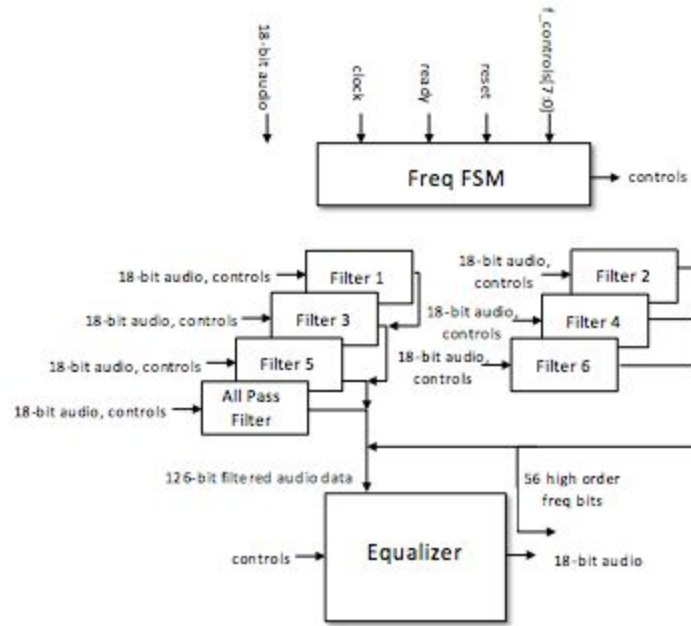 18-bit audio
clock
ready
reset
f_controls[7:0]
Freq FSM
controls
18-bit audio, controls
Filter 1
18-bit audio,
controls
Filter 2
18-bit audio, controls
Filter 3
18-bit audio,
controls
Filter 4
18-bit audio, controls
Filter 5
18-bit audio,
controls
Filter 6
18-bit audio, controls
All Pass
Filter
126-bit filtered audio data
56 high order
freq bits
controls
Equalizer
18-bit audio